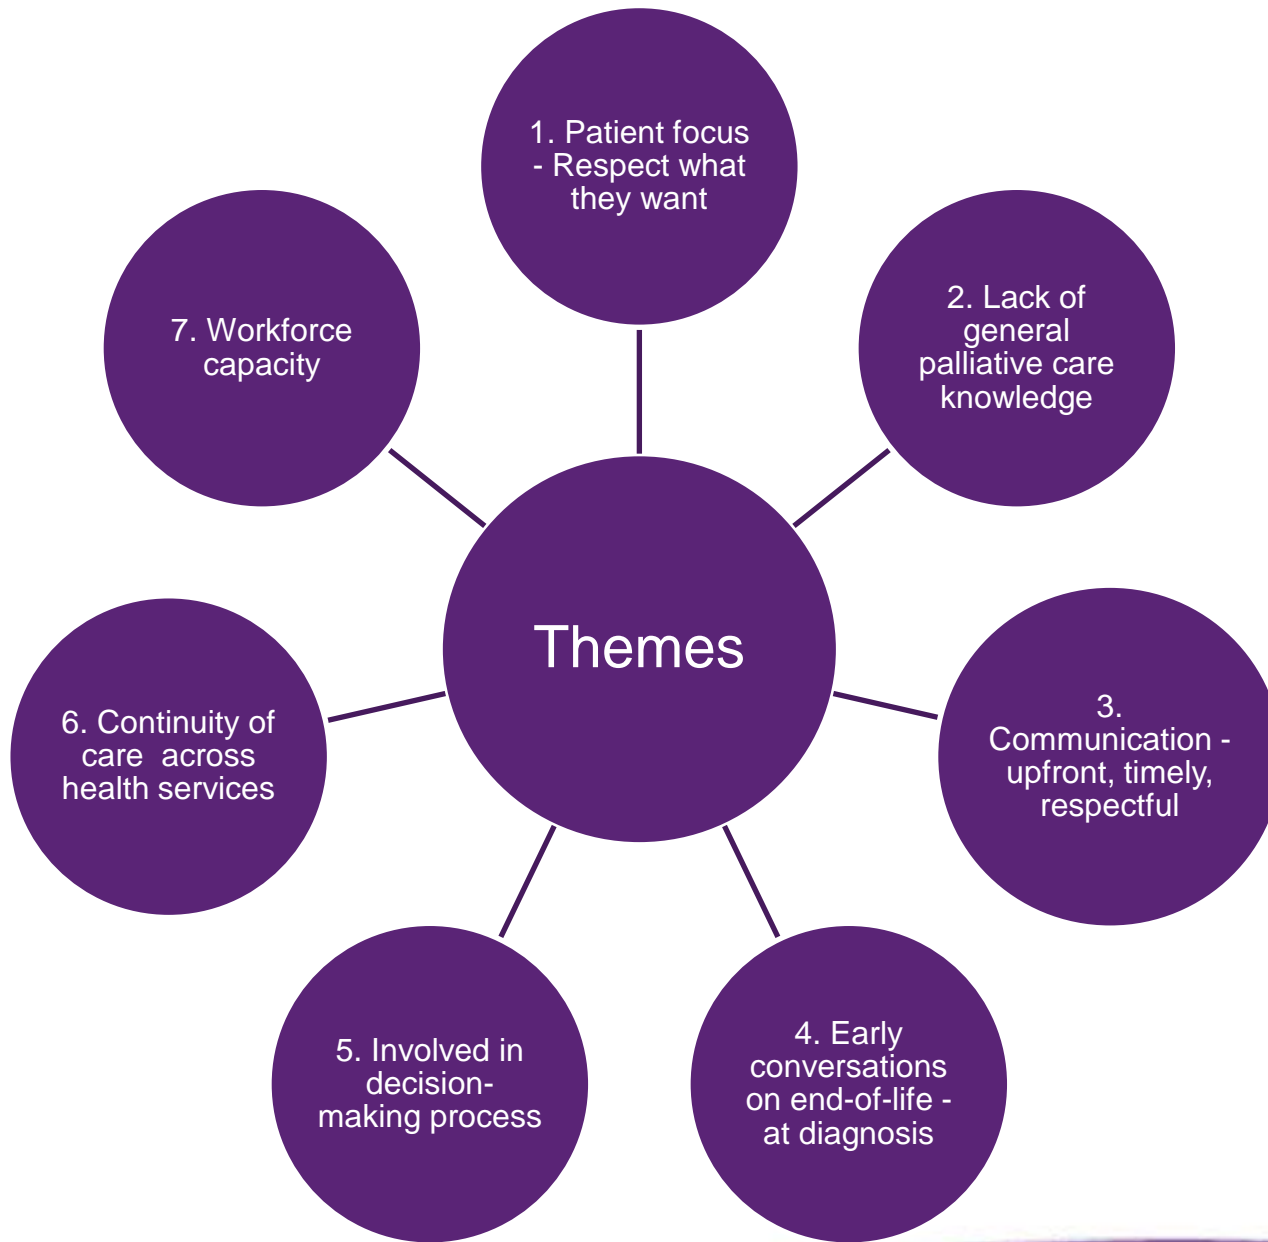 1. Patient focus
- Respect what
they want
2. Lack of
general
palliative care
knowledge
3.
Communication -
upfront, timely,
respectful
4. Early
conversations
on end-of-life -
at diagnosis
5. Involved in
decision-
making process
6. Continuity of
care  across
health services
7. Workforce
capacity
Themes